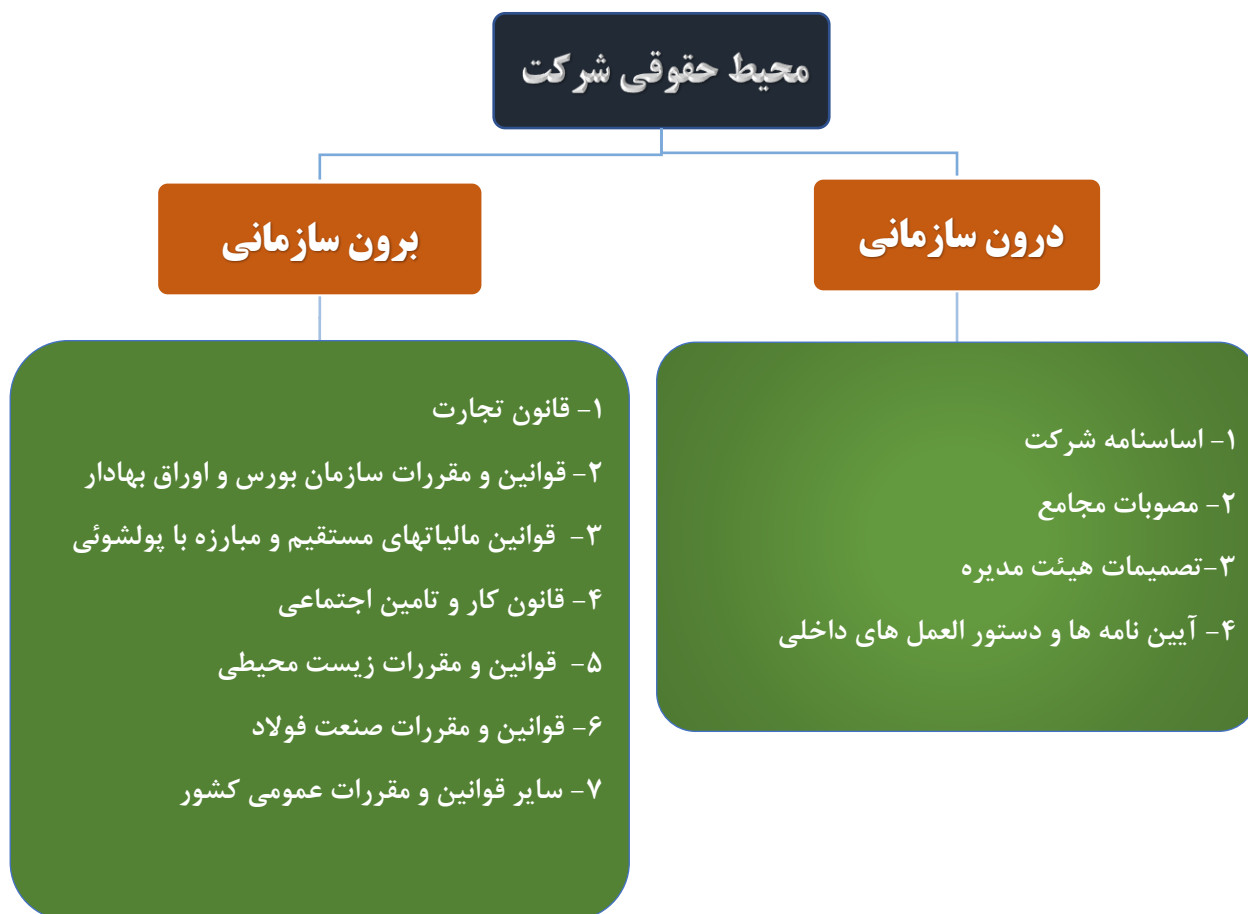 محیط حقوقی شرکت
درون سازمانی
۱- اساسنامه شرکت
۲- مصوبات مجامع
۳-تصمیمات هیئت مدیره
۴- آیین نامه ها و دستور العمل های داخلی
برون سازمانی
۱- قانون تجارت
۲- قوانین و مقررات سازمان بورس و اوراق بهادار
۳- قوانین مالیاتهای مستقیم و مبارزه با پولشوئی
۴- قانون کار و تامین اجتماعی
۵- قوانین و مقررات زیست محیطی
۶- قوانین و مقررات صنعت فولاد
۷- سایر قوانین و مقررات عمومی کشور